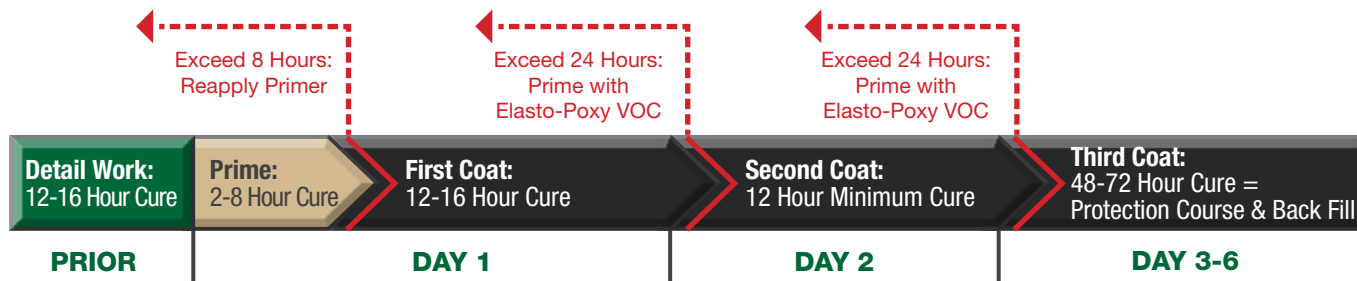 Exceed 8 Hours:
Reapply Primer
Exceed 24 Hours:
Prime with
Elasto-Poxy VOC
Exceed 24 Hours:
Prime with
Elasto-Poxy VOC
Detail Work:
12-16 Hour Cure
Prime:
2-8 Hour Cure
First Coat:
12-16 Hour Cure
Second Coat:
12 Hour Minimum Cure
Third Coat:
48-72 Hour Cure =
Protection Course & Back Fill
PRIOR
DAY 1
DAY 2
DAY 3-6